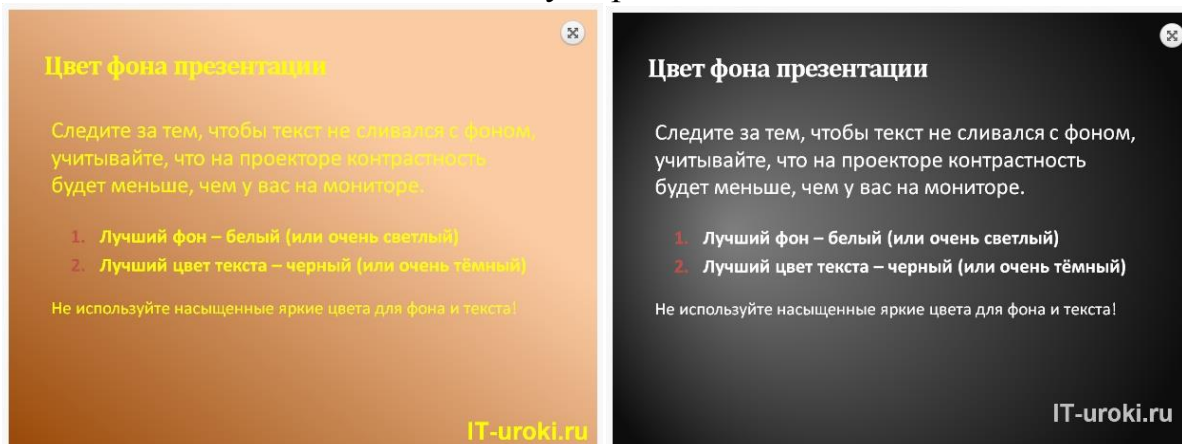 Цвет фона презентации
Следите за тем, чтобы текст не сливался с фоном,
учитывайте, что на проекторе контрастность
будет меньше, чем у вас на мониторе.
1. Лучший фон – белый (или очень светлый)
2. Лучший цвет текста – черный (или очень тёмный)
Не используйте насыщенные яркие цвета для фона и текста!
IT-uroki.ru
Цвет фона презентации
Следите за тем, чтобы текст не сливался с фоном,
учитывайте, что на проекторе контрастность
будет меньше, чем у вас на мониторе.
1. Лучший фон – белый (или очень светлый)
2. Лучший цвет текста – черный (или очень тёмный)
Не используйте насыщенные яркие цвета для фона и текста!
IT-uroki.ru